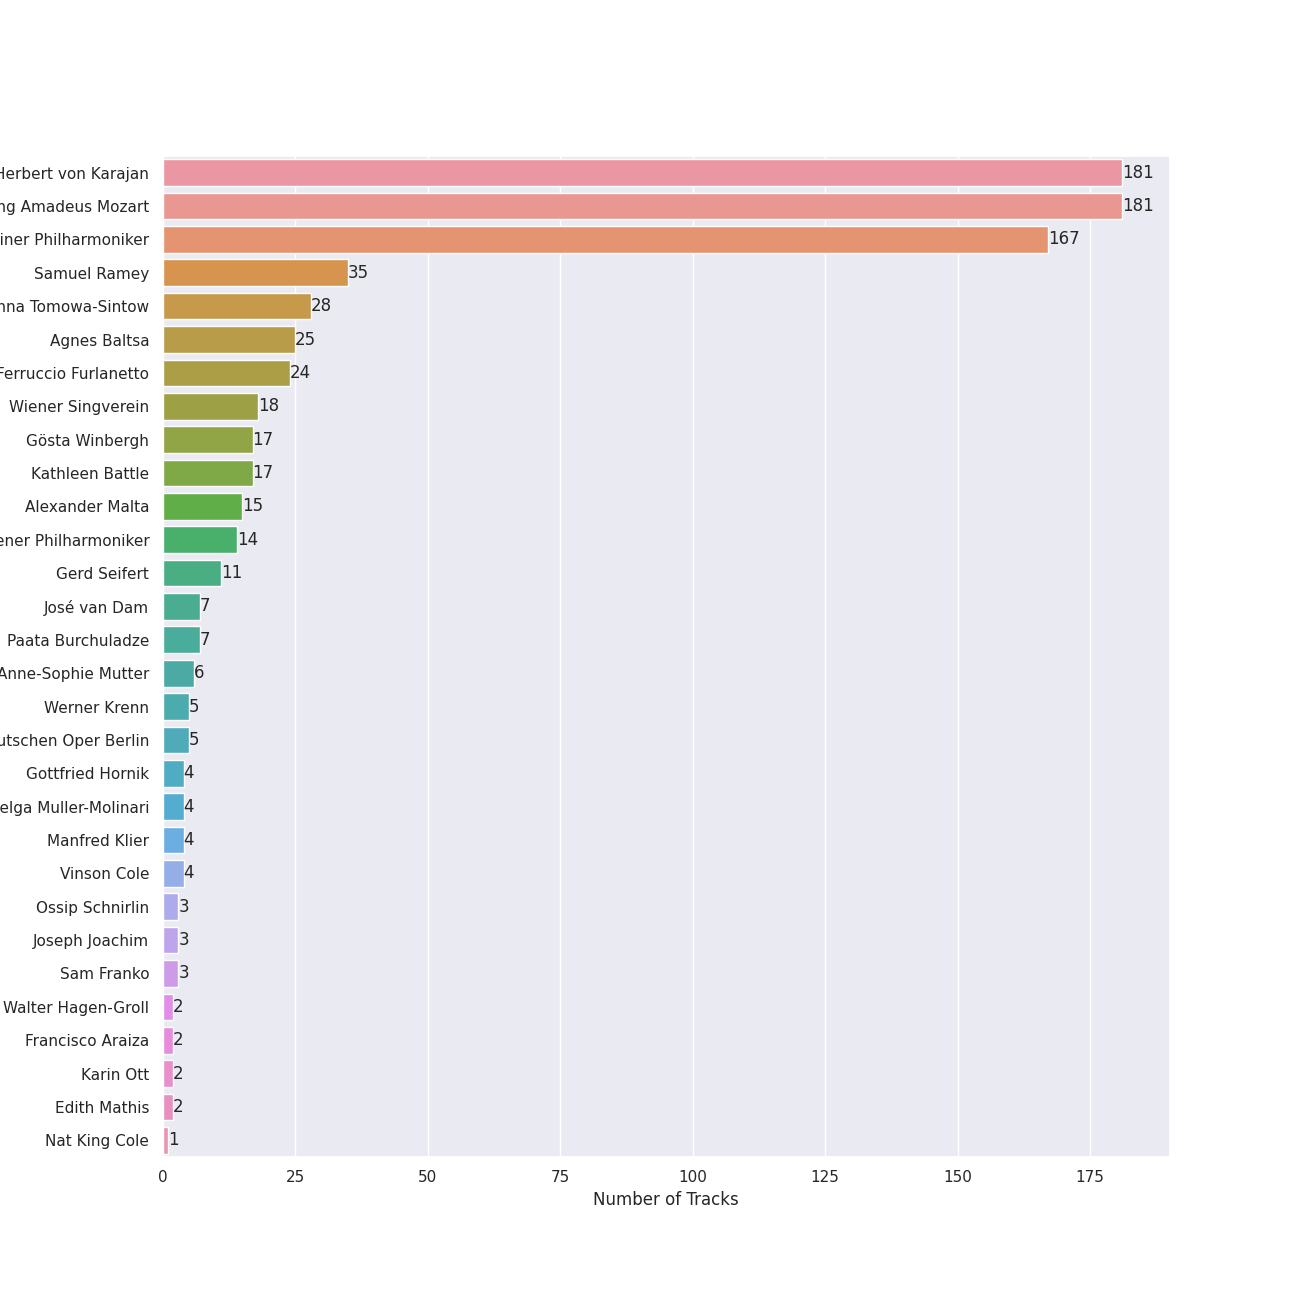 Herbert von Karajan 181
ng Amadeus Mozart 181
iner Philharmoniker 167
Samuel Ramey 35
nna Tomowa-Sintow 28
Agnes Baltsa 25
Ferruccio Furlanetto 24
Wiener Singverein 18
Gösta Winbergh 17
Kathleen Battle 17
Alexander Malta 15
ener Philharmoniker 14
Gerd Seifert 11
José van Dam 7
Paata Burchuladze 7
Anne-Sophie Mutter 6
Werner Krenn 5
utschen Oper Berlin 5
Gottfried Hornik 4
elga Muller-Molinari 4
Manfred Klier 4
Vinson Cole 4
Ossip Schnirlin 3
Joseph Joachim 3
Sam Franko 3
Walter Hagen-Groll 2
Francisco Araiza 2
Karin Ott 2
Edith Mathis 2
Nat King Cole 1
0 25 50 75 100 125 150 175
Number of Tracks